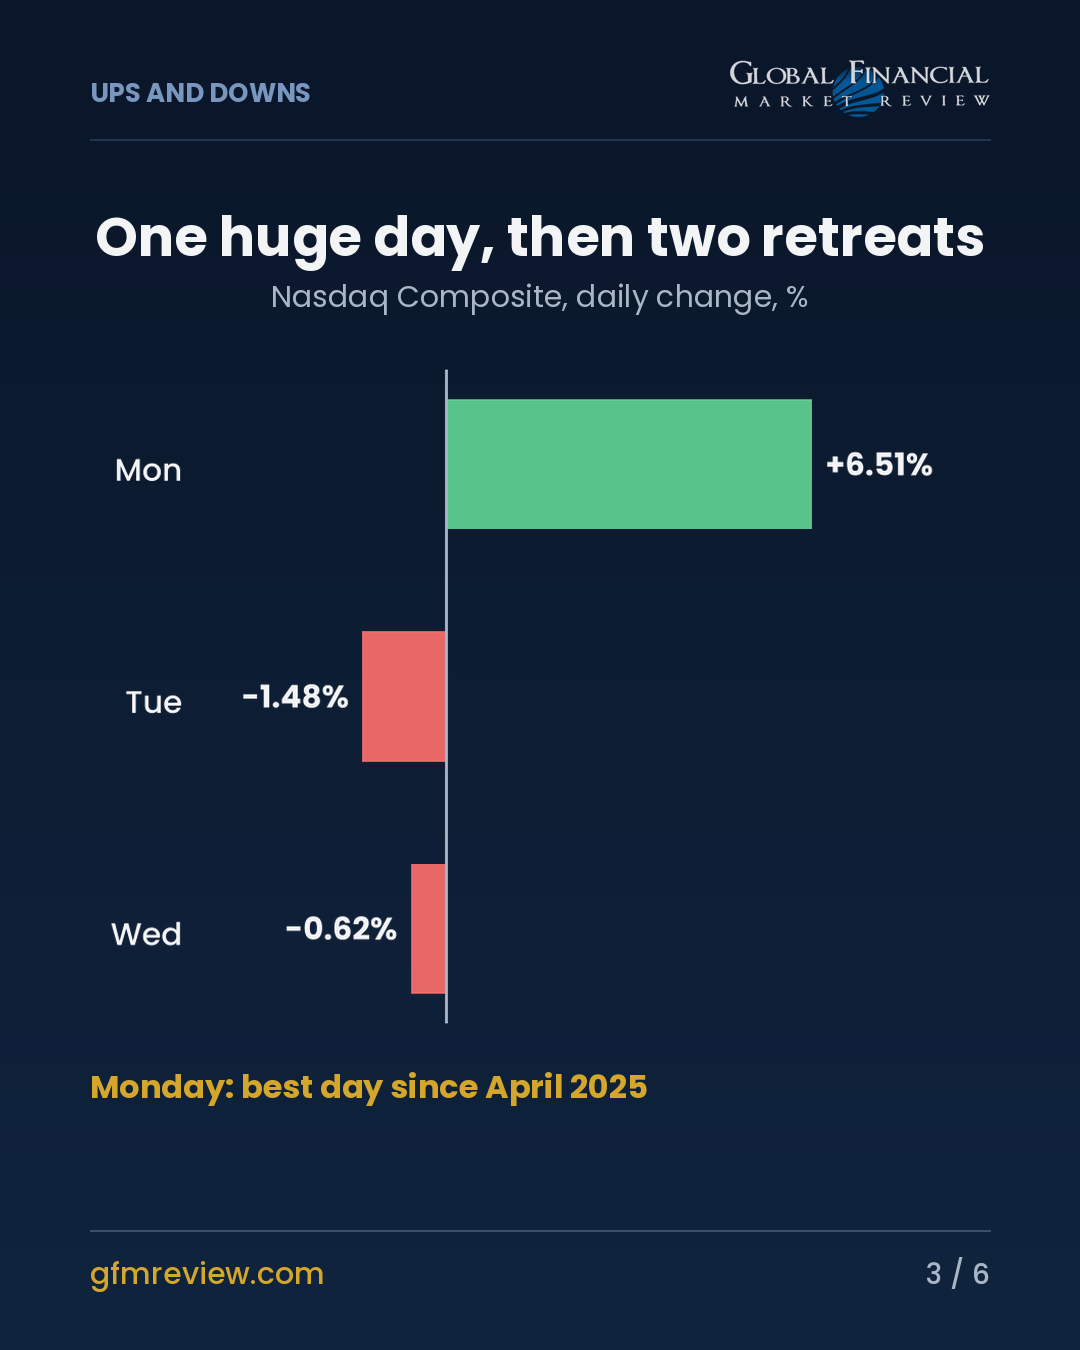 UPS AND DOWNS
GLOBAL FINANCIAL
MARKET REVIEW
One huge day, then two retreats
Nasdaq Composite, daily change, %
Mon
+6.51%
Tue
-1.48%
Wed
-0.62%
Monday: best day since April 2025
gfmreview.com
3 / 6